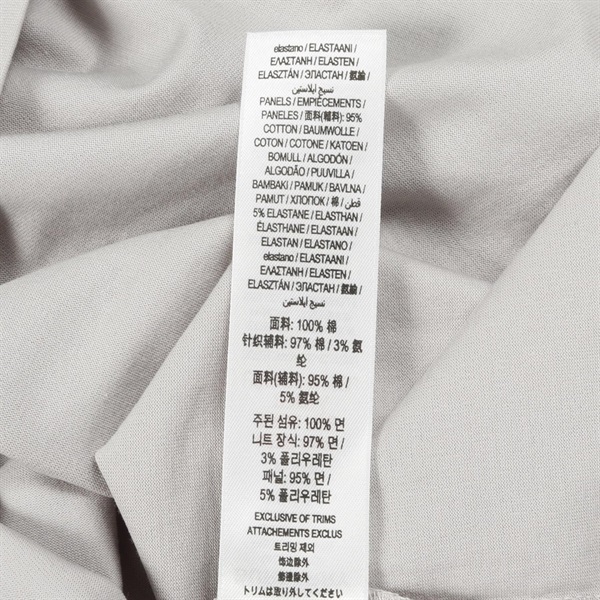 elastano / ELASTAANI /
ΕΛΑΣΤΑΝΗ / ELASTEN /
ELASZTÁN / ЭЛАСТАН / 氨綸 /
نسيج إيلاستين
PANELS / EMPIÈCEMENTS /
PANELES / 面料(辅料): 95%
COTTON / BAUMWOLLE /
COTON / COTONE / KATOEN /
BOMULL / ALGODÓN /
ALGODÃO / PUUVILLA /
ΒΑΜΒΑΚΙ / PAMUK / BAVLNA /
PAMUT / ХЛОПОК / 棉 / قطن /
5% ELASTANE / ELASTHAN /
ÉLASTHANE / ELASTAAN /
ELASTAN / ELASTANO /
elastano / ELASTAANI /
ΕΛΑΣΤΑΝΗ / ELASTEN /
ELASZTÁN / ЭЛАСТАН / 氨綸 /
نسيج إيلاستين
面料: 100% 棉
针织辅料: 97% 棉 / 3% 氨
纶
面料(辅料): 95% 棉 /
5% 氨纶
주된 섬유: 100% 면
니트 장식: 97% 면 /
3% 폴리우레탄
패널: 95% 면 /
5% 폴리우레탄
EXCLUSIVE OF TRIMS
ATTACHEMENTS EXCLUS
트리밍 제외
饰边除外
飾邊除外
トリムは取り外してください